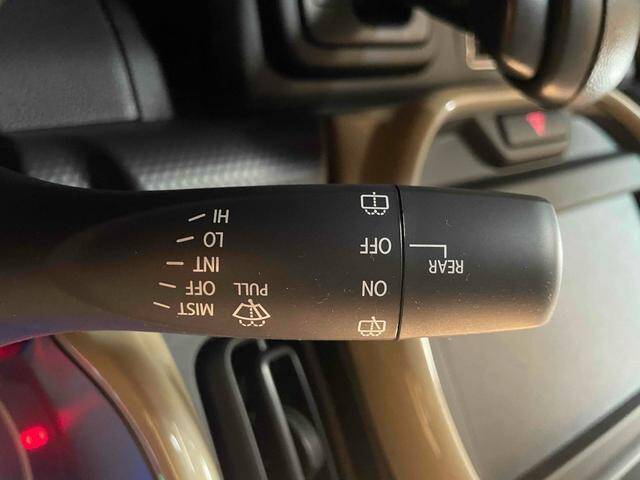 MIST
OFF
INT
LO
HI
PULL
ON
OFF
REAR